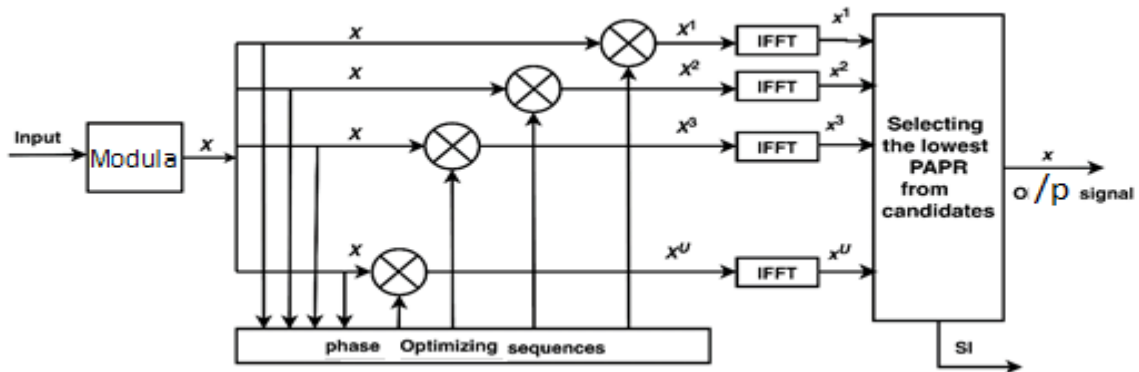 Input
Modula
X
X
X
X
X
X¹
X²
X³
Xᵁ
IFFT
IFFT
IFFT
IFFT
x¹
x²
x³
xᵁ
Selecting
the lowest
PAPR
from
candidates
x
o/p signal
SI
phase Optimizing sequences